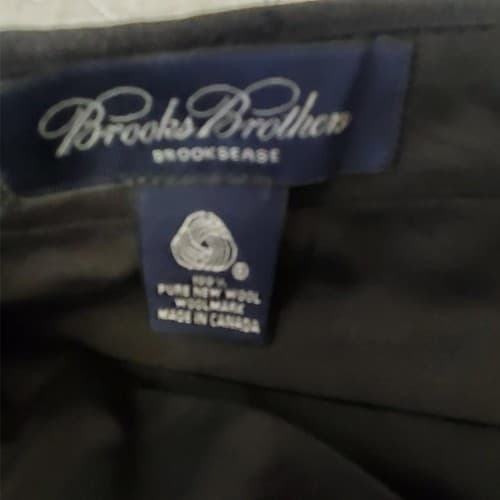 Brooks Brothers
BROOKSEASE
100%
PURE NEW WOOL
WOOLMARK
MADE IN CANADA